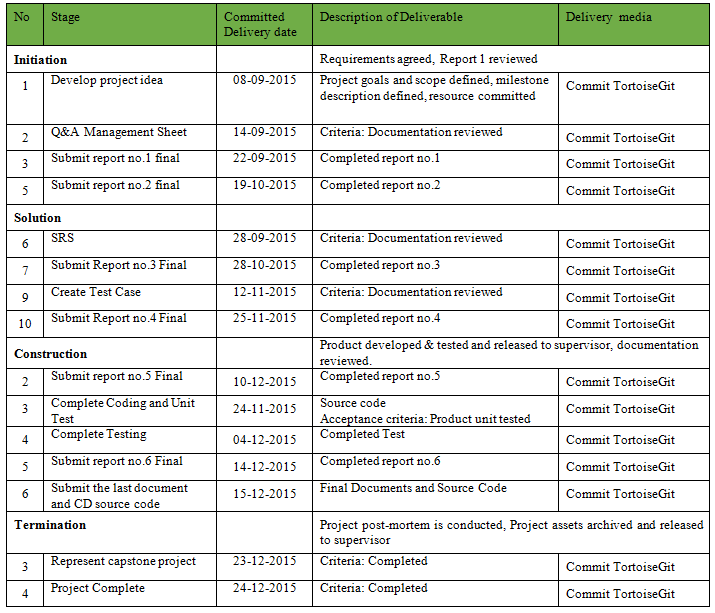 No Stage Committed Delivery date Description of Deliverable Delivery media
Initiation Requirements agreed, Report 1 reviewed
1 Develop project idea 08-09-2015 Project goals and scope defined, milestone description defined, resource committed Commit TortoiseGit
2 Q&A Management Sheet 14-09-2015 Criteria: Documentation reviewed Commit TortoiseGit
3 Submit report no.1 final 22-09-2015 Completed report no.1 Commit TortoiseGit
5 Submit report no.2 final 19-10-2015 Completed report no.2 Commit TortoiseGit
Solution
6 SRS 28-09-2015 Criteria: Documentation reviewed Commit TortoiseGit
7 Submit Report no.3 Final 28-10-2015 Completed report no.3 Commit TortoiseGit
9 Create Test Case 12-11-2015 Criteria: Documentation reviewed Commit TortoiseGit
10 Submit Report no.4 Final 25-11-2015 Completed report no.4 Commit TortoiseGit
Construction Product developed & tested and released to supervisor, documentation reviewed.
2 Submit report no.5 Final 10-12-2015 Completed report no.5 Commit TortoiseGit
3 Complete Coding and Unit Test 24-11-2015 Source code Acceptance criteria: Product unit tested Commit TortoiseGit
4 Complete Testing 04-12-2015 Completed Test Commit TortoiseGit
5 Submit report no.6 Final 14-12-2015 Completed report no.6 Commit TortoiseGit
6 Submit the last document and CD source code 15-12-2015 Final Documents and Source Code Commit TortoiseGit
Termination Project post-mortem is conducted, Project assets archived and released to supervisor
3 Represent capstone project 23-12-2015 Criteria: Completed Commit TortoiseGit
4 Project Complete 24-12-2015 Criteria: Completed Commit TortoiseGit